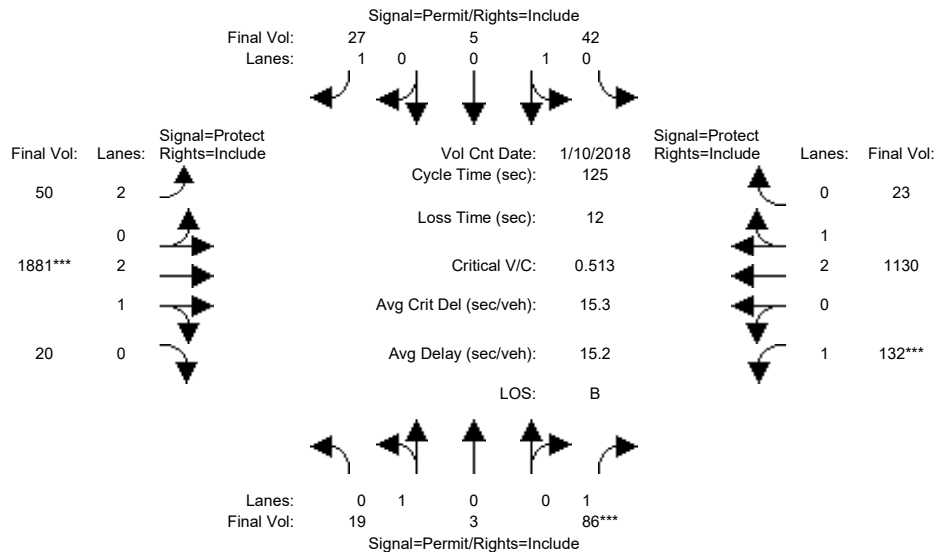 Signal=Permit/Rights=Include
Final Vol: 27 5 42
Lanes: 1 0 0 1 0
Signal=Protect Signal=Protect
Final Vol: Lanes: Rights=Include Vol Cnt Date: 1/10/2018 Rights=Include Lanes: Final Vol:
Cycle Time (sec): 125
50 2 0 23
Loss Time (sec): 12
0 1
1881*** 2 Critical V/C: 0.513 2 1130
1 Avg Crit Del (sec/veh): 15.3 0
20 0 Avg Delay (sec/veh): 15.2 1 132***
LOS: B
Lanes: 0 1 0 0 1
Final Vol: 19 3 86***
Signal=Permit/Rights=Include